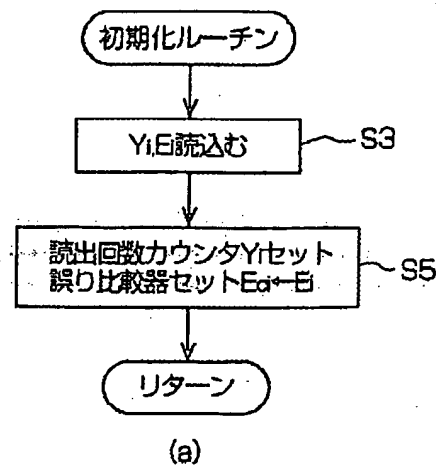 初期化ルーチン
Yi,Ei読込む
S3
読出回数カウンタYrセット
誤り比較器セットEai←Ei
S5
リターン
(a)